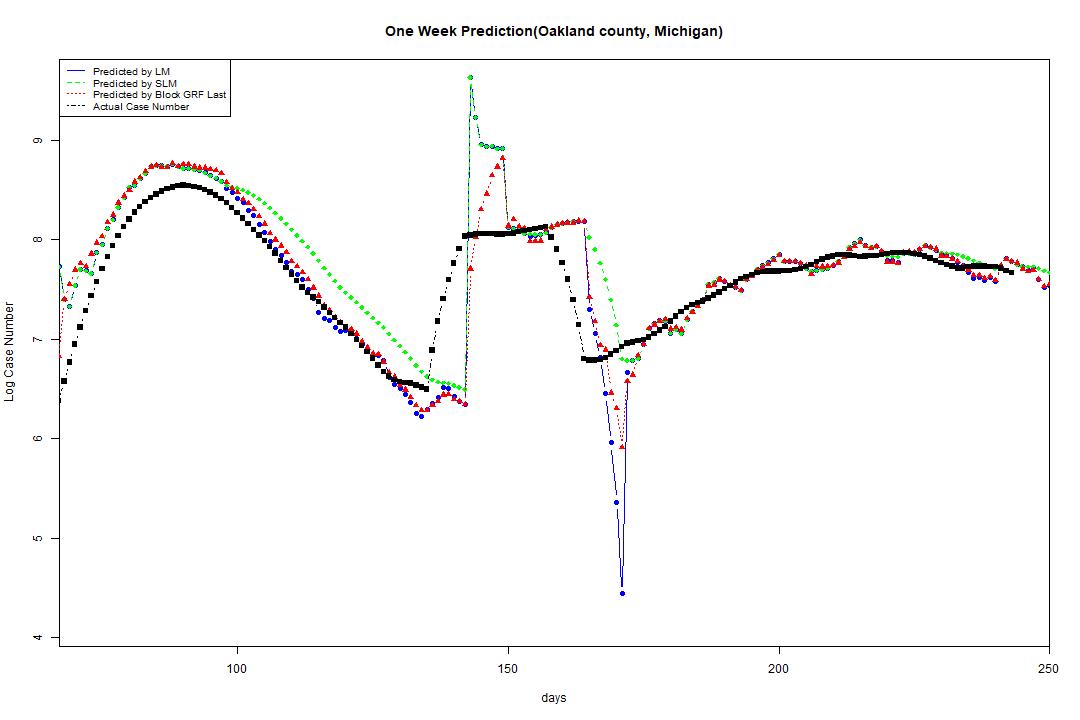 One Week Prediction(Oakland county, Michigan)
Predicted by LM
Predicted by SLM
Predicted by Block GRF Last
Actual Case Number
Log Case Number
9
8
7
6
5
4
100 150 200 250
days